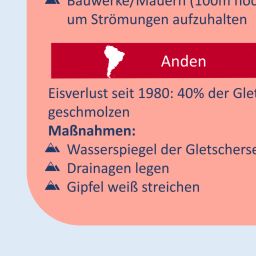 Bauwerke/Mauern (100m hoc
um Strömungen aufzuhalten
Anden
Eisverlust seit 1980: 40% der Glet
geschmolzen
Maßnahmen:
Wasserspiegel der Gletscherse
Drainagen legen
Gipfel weiß streichen